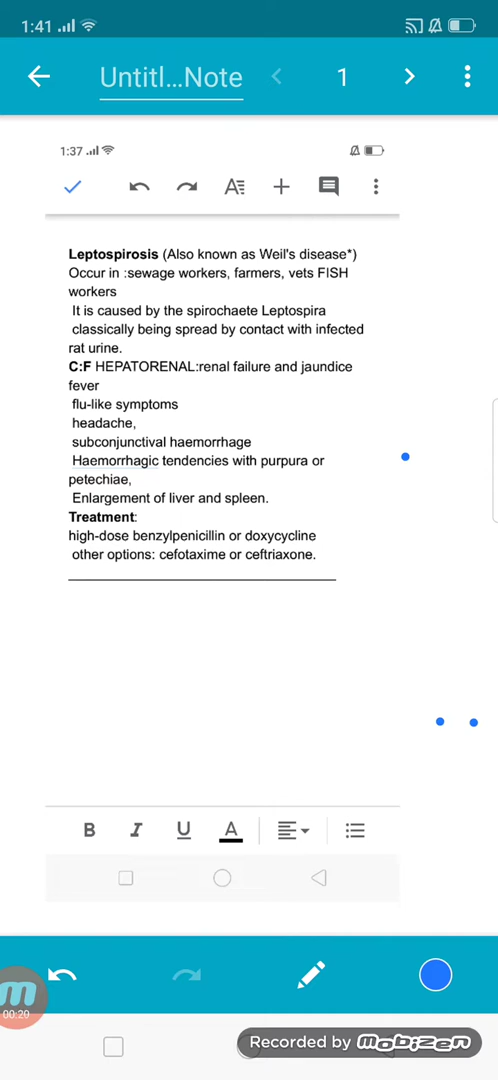 1:41
Untitl...Note
1
1:37
A
Leptospirosis (Also known as Weil's disease*)
Occur in :sewage workers, farmers, vets FISH
workers
It is caused by the spirochaete Leptospira
classically being spread by contact with infected
rat urine.
C:F HEPATORENAL:renal failure and jaundice
fever
flu-like symptoms
headache,
subconjunctival haemorrhage
Haemorrhagic tendencies with purpura or
petechiae,
Enlargement of liver and spleen.
Treatment:
high-dose benzylpenicillin or doxycycline
other options: cefotaxime or ceftriaxone.
B I U A
m
00:20
Recorded by mobizen